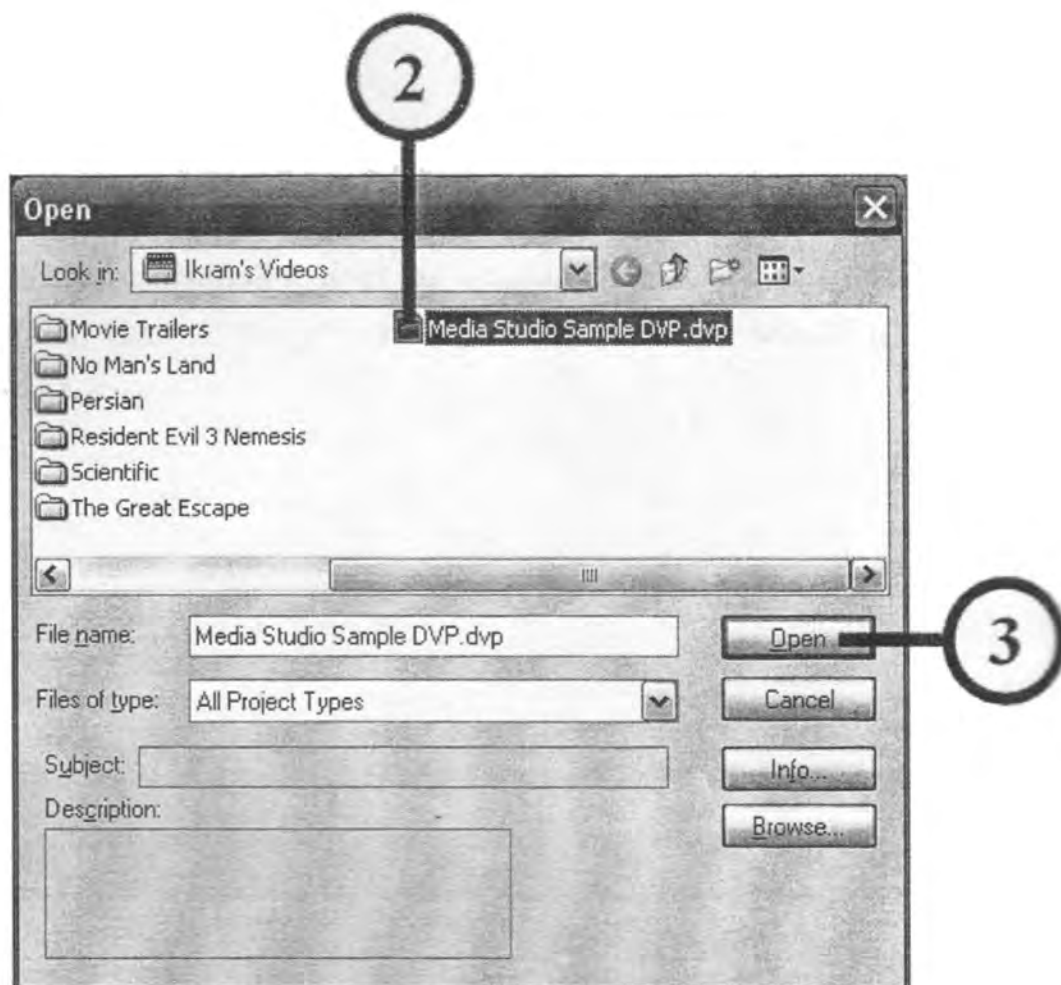 2
Open
Look in: Ikram's Videos
Movie Trailers
Media Studio Sample DVP.dvp
No Man's Land
Persian
Resident Evil 3 Nemesis
Scientific
The Great Escape
File name: Media Studio Sample DVP.dvp
Open
3
Files of type: All Project Types
Cancel
Subject:
Info...
Description:
Browse...